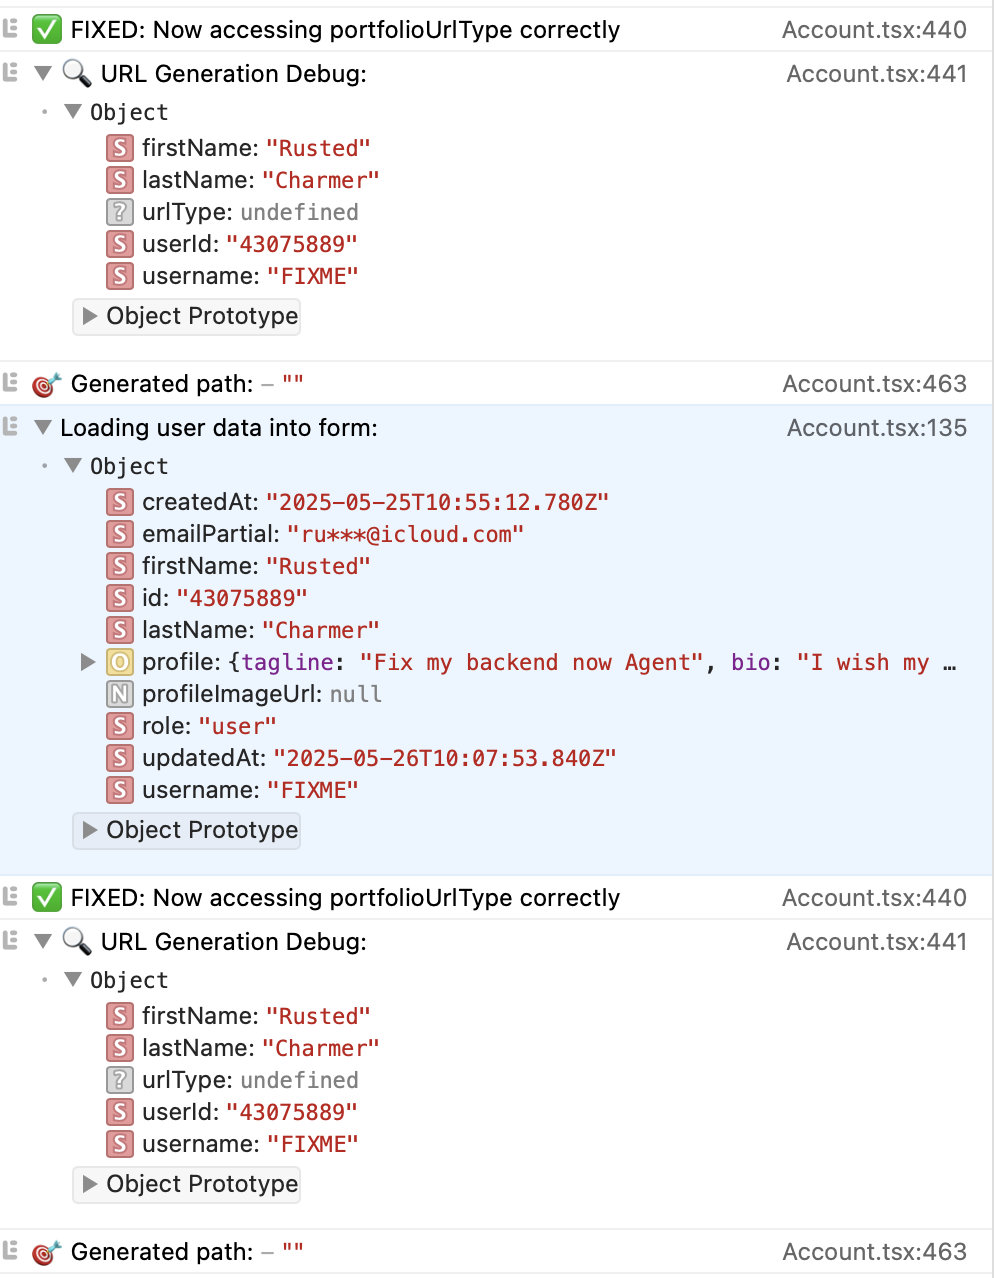 ✅ FIXED: Now accessing portfolioUrlType correctly Account.tsx:440
🔍 URL Generation Debug: Account.tsx:441
Object
S firstName: "Rusted"
S lastName: "Charmer"
? urlType: undefined
S userId: "43075889"
S username: "FIXME"
Object Prototype
🎯 Generated path: – "" Account.tsx:463
Loading user data into form: Account.tsx:135
Object
S createdAt: "2025-05-25T10:55:12.780Z"
S emailPartial: "ru***@icloud.com"
S firstName: "Rusted"
S id: "43075889"
S lastName: "Charmer"
O profile: {tagline: "Fix my backend now Agent", bio: "I wish my …
N profileImageUrl: null
S role: "user"
S updatedAt: "2025-05-26T10:07:53.840Z"
S username: "FIXME"
Object Prototype
✅ FIXED: Now accessing portfolioUrlType correctly Account.tsx:440
🔍 URL Generation Debug: Account.tsx:441
Object
S firstName: "Rusted"
S lastName: "Charmer"
? urlType: undefined
S userId: "43075889"
S username: "FIXME"
Object Prototype
🎯 Generated path: – "" Account.tsx:463